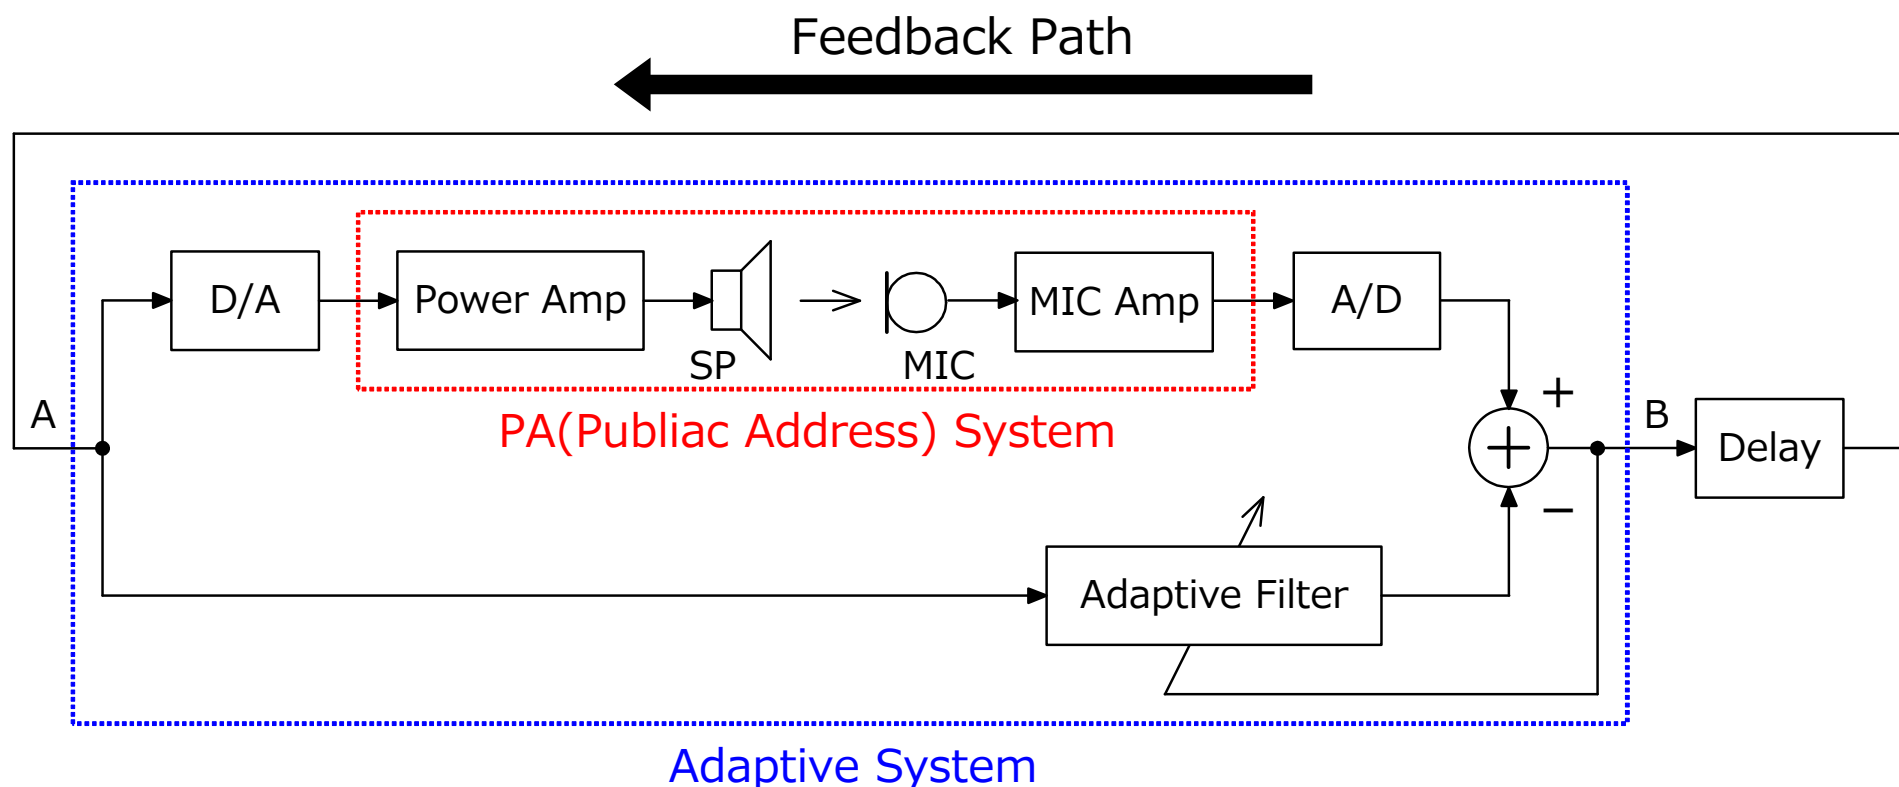 Feedback Path
D/A
Power Amp
SP
MIC
MIC Amp
A/D
+
A
PA(Publiac Address) System
B
Delay
+
−
Adaptive Filter
Adaptive System